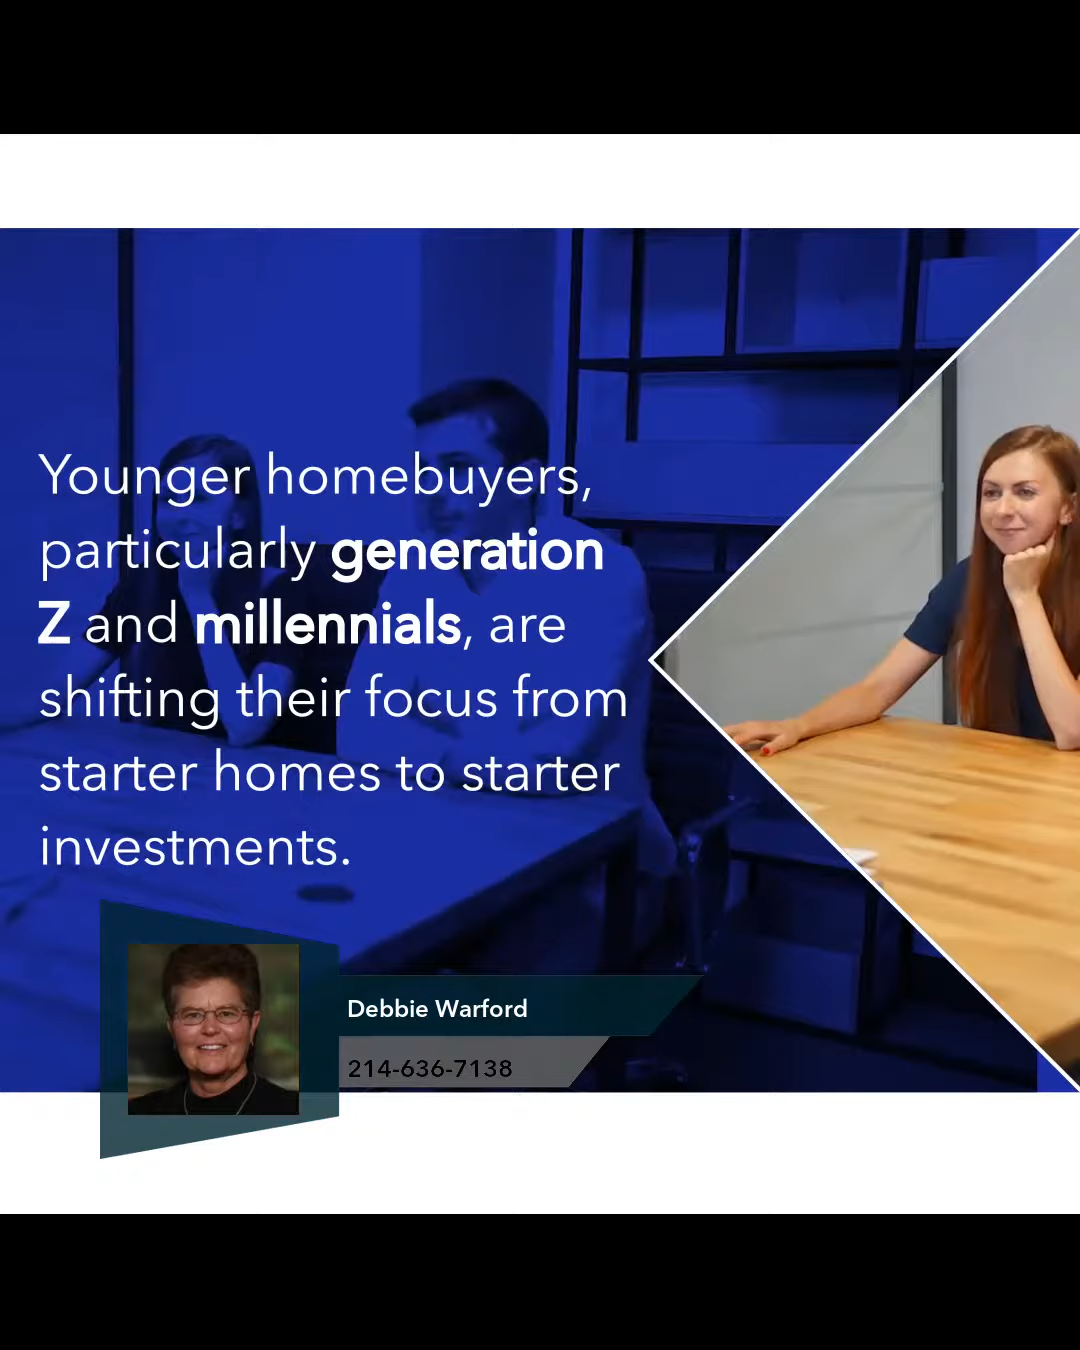 Younger homebuyers,
particularly generation
Z and millennials, are
shifting their focus from
starter homes to starter
investments.
Debbie Warford
214-636-7138